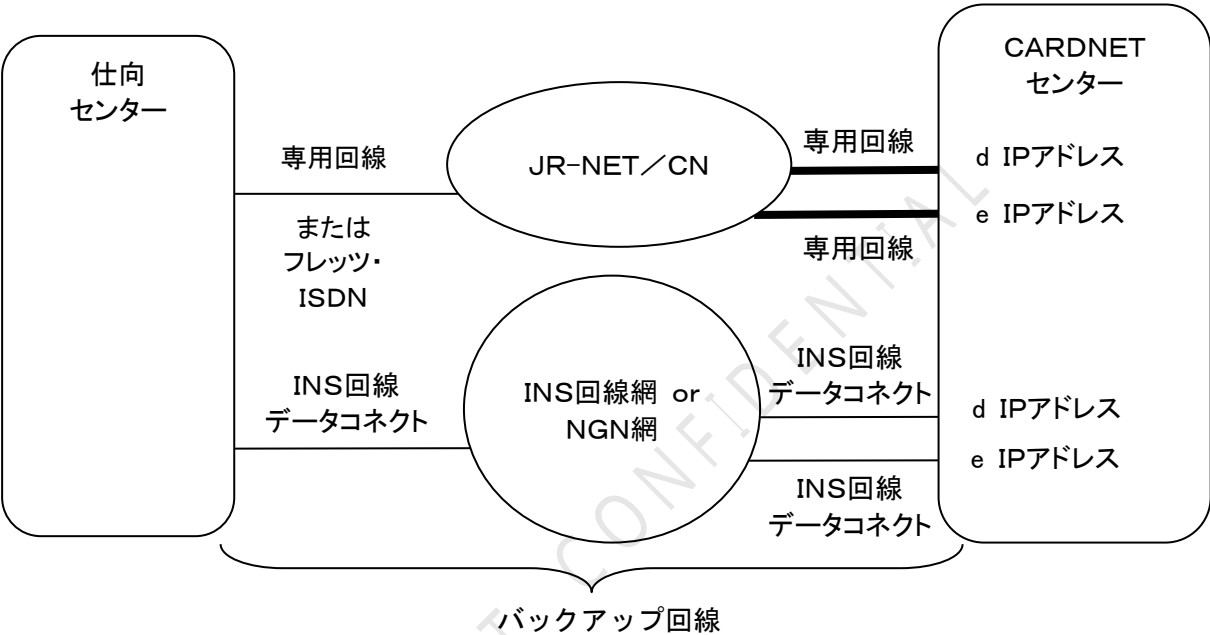 仕向
センター
CARDNET
センター
専用回線
JR-NET／CN
専用回線
d IPアドレス
e IPアドレス
専用回線
または
フレッツ・
ISDN
INS回線
データコネクト
INS回線網 or
NGN網
INS回線
データコネクト
d IPアドレス
e IPアドレス
INS回線
データコネクト
バックアップ回線
CONFIDENTIAL